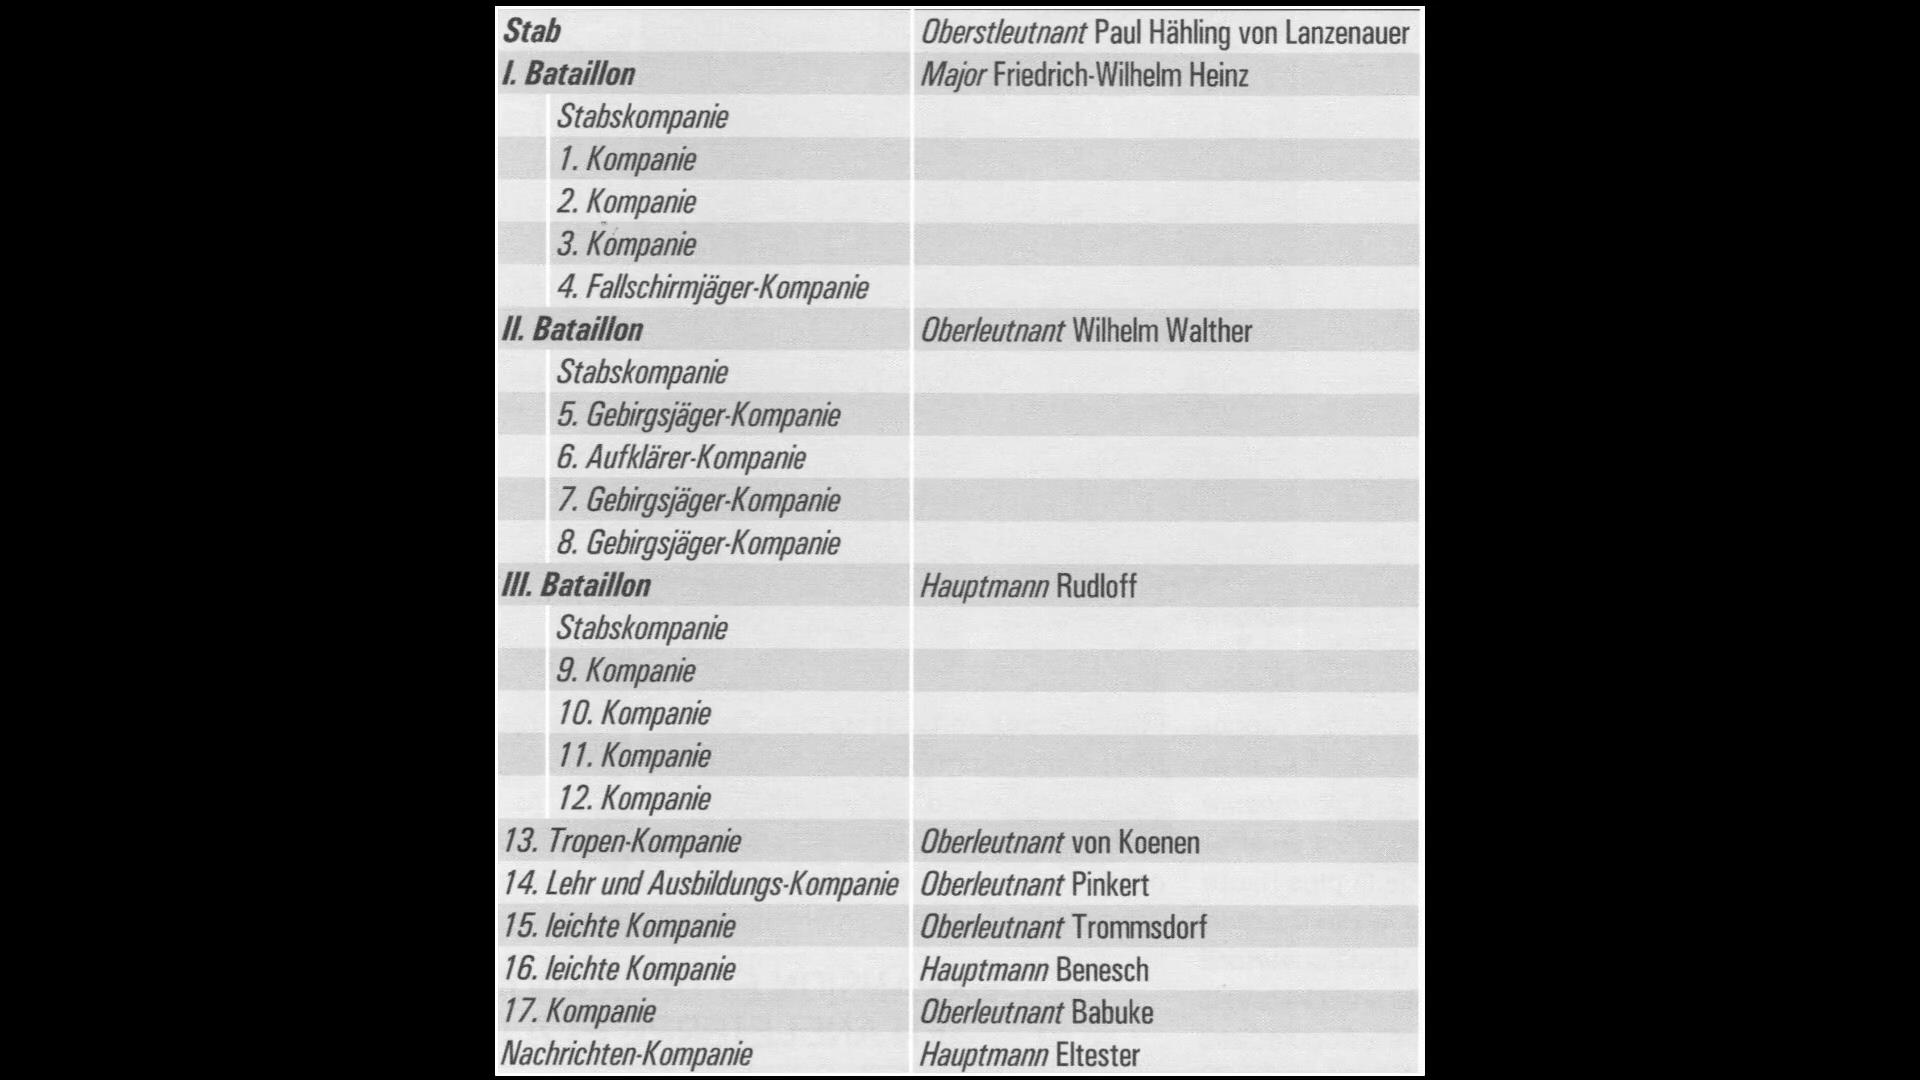 Stab Oberstleutnant Paul Hähling von Lanzenauer
I. Bataillon Major Friedrich-Wilhelm Heinz
Stabskompanie
1. Kompanie
2. Kompanie
3. Kompanie
4. Fallschirmjäger-Kompanie
II. Bataillon Oberleutnant Wilhelm Walther
Stabskompanie
5. Gebirgsjäger-Kompanie
6. Aufklärer-Kompanie
7. Gebirgsjäger-Kompanie
8. Gebirgsjäger-Kompanie
III. Bataillon Hauptmann Rudloff
Stabskompanie
9. Kompanie
10. Kompanie
11. Kompanie
12. Kompanie
13. Tropen-Kompanie Oberleutnant von Koenen
14. Lehr und Ausbildungs-Kompanie Oberleutnant Pinkert
15. leichte Kompanie Oberleutnant Trommsdorf
16. leichte Kompanie Hauptmann Benesch
17. Kompanie Oberleutnant Babuke
Nachrichten-Kompanie Hauptmann Eltester